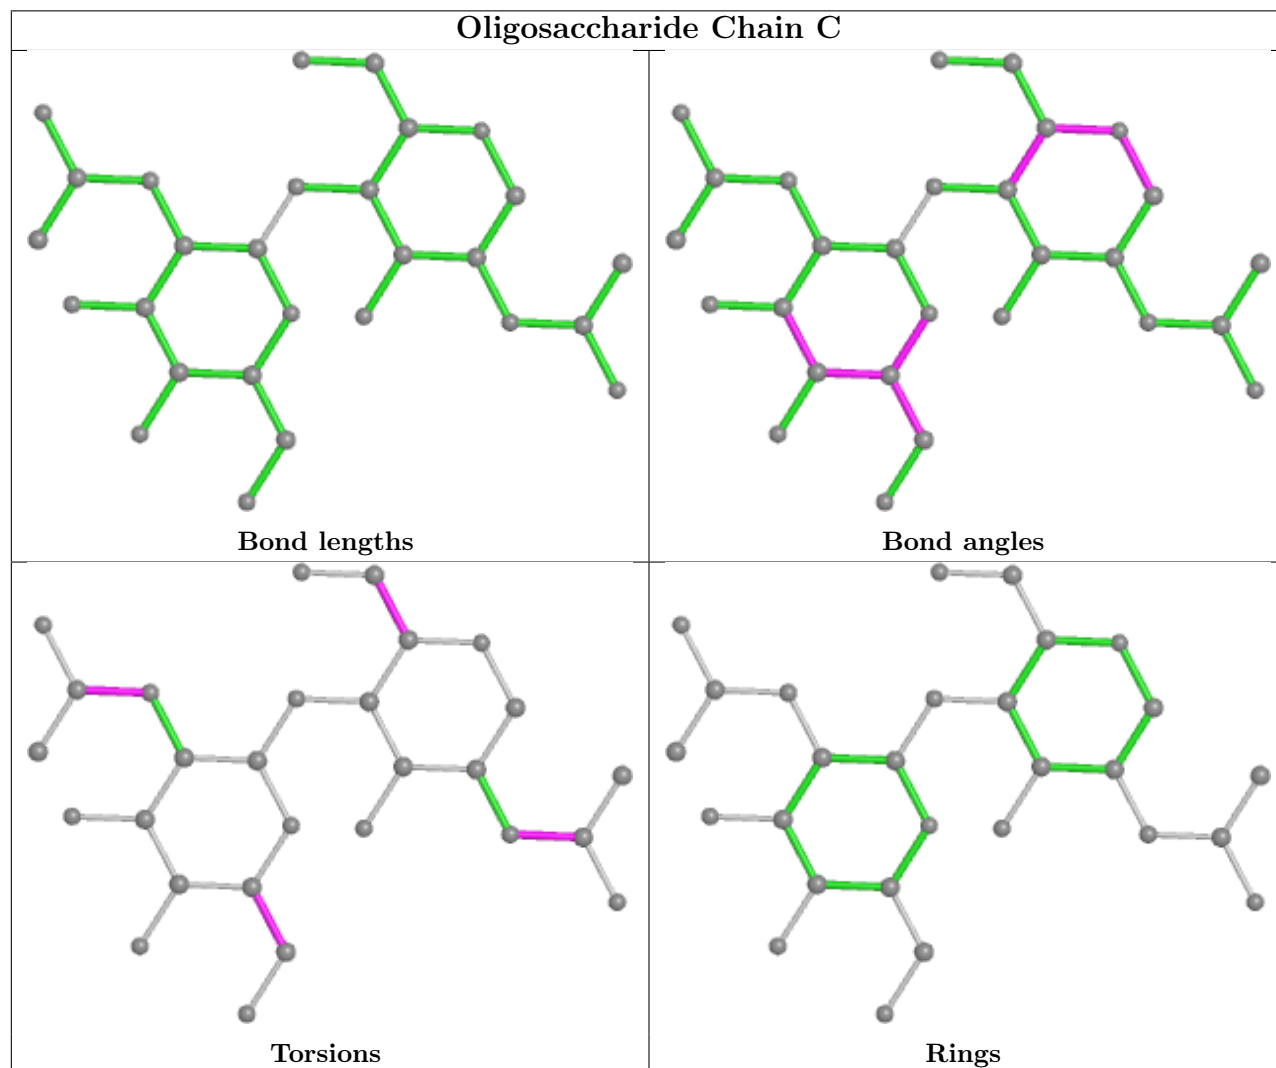 Oligosaccharide Chain C
Bond lengths
Bond angles
Torsions
Rings